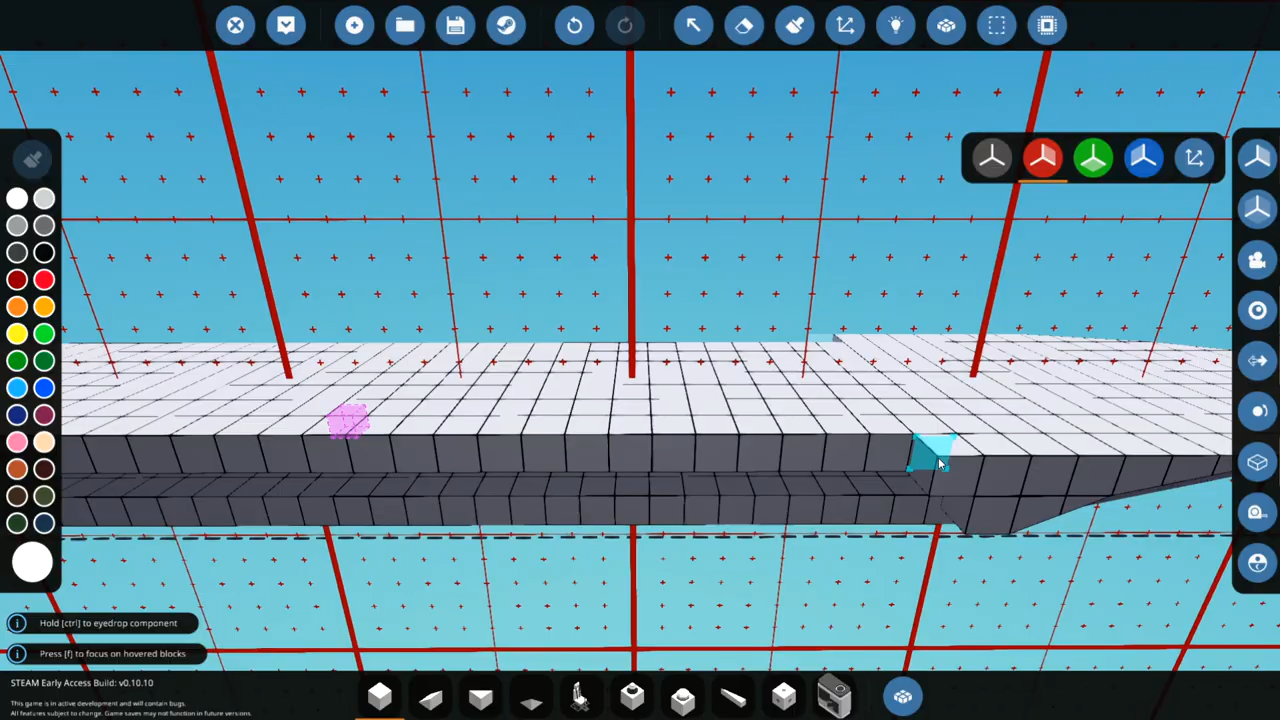 Hold [ctrl] to eyedrop component
Press [f] to focus on hovered blocks
STEAM Early Access Build: v0.10.10
This game is in active development and will contain bugs.
All features subject to change. Game saves may not function in future versions.